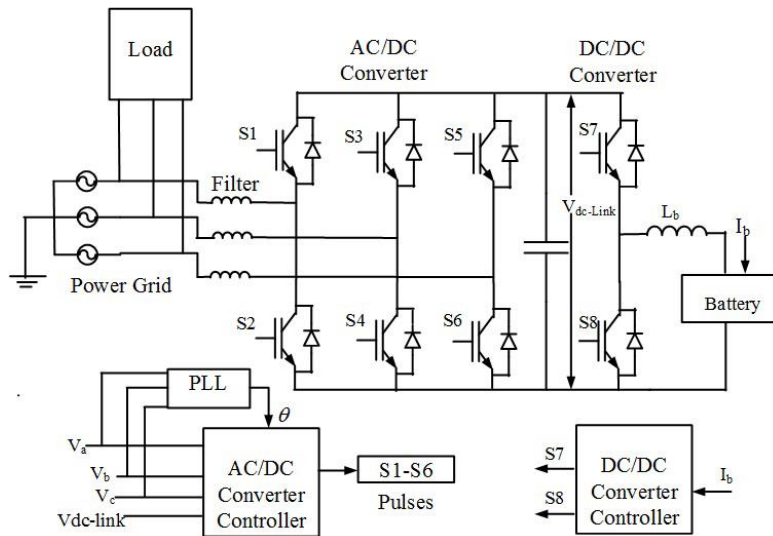 Load
AC/DC
Converter
DC/DC
Converter
S1
S3
S5
S7
Filter
Vdc-Link
Lb
Ib
Power Grid
Battery
S2
S4
S6
S8
PLL
θ
Va
Vb
Vc
Vdc-link
AC/DC
Converter
Controller
S1-S6
Pulses
S7
S8
DC/DC
Converter
Controller
Ib